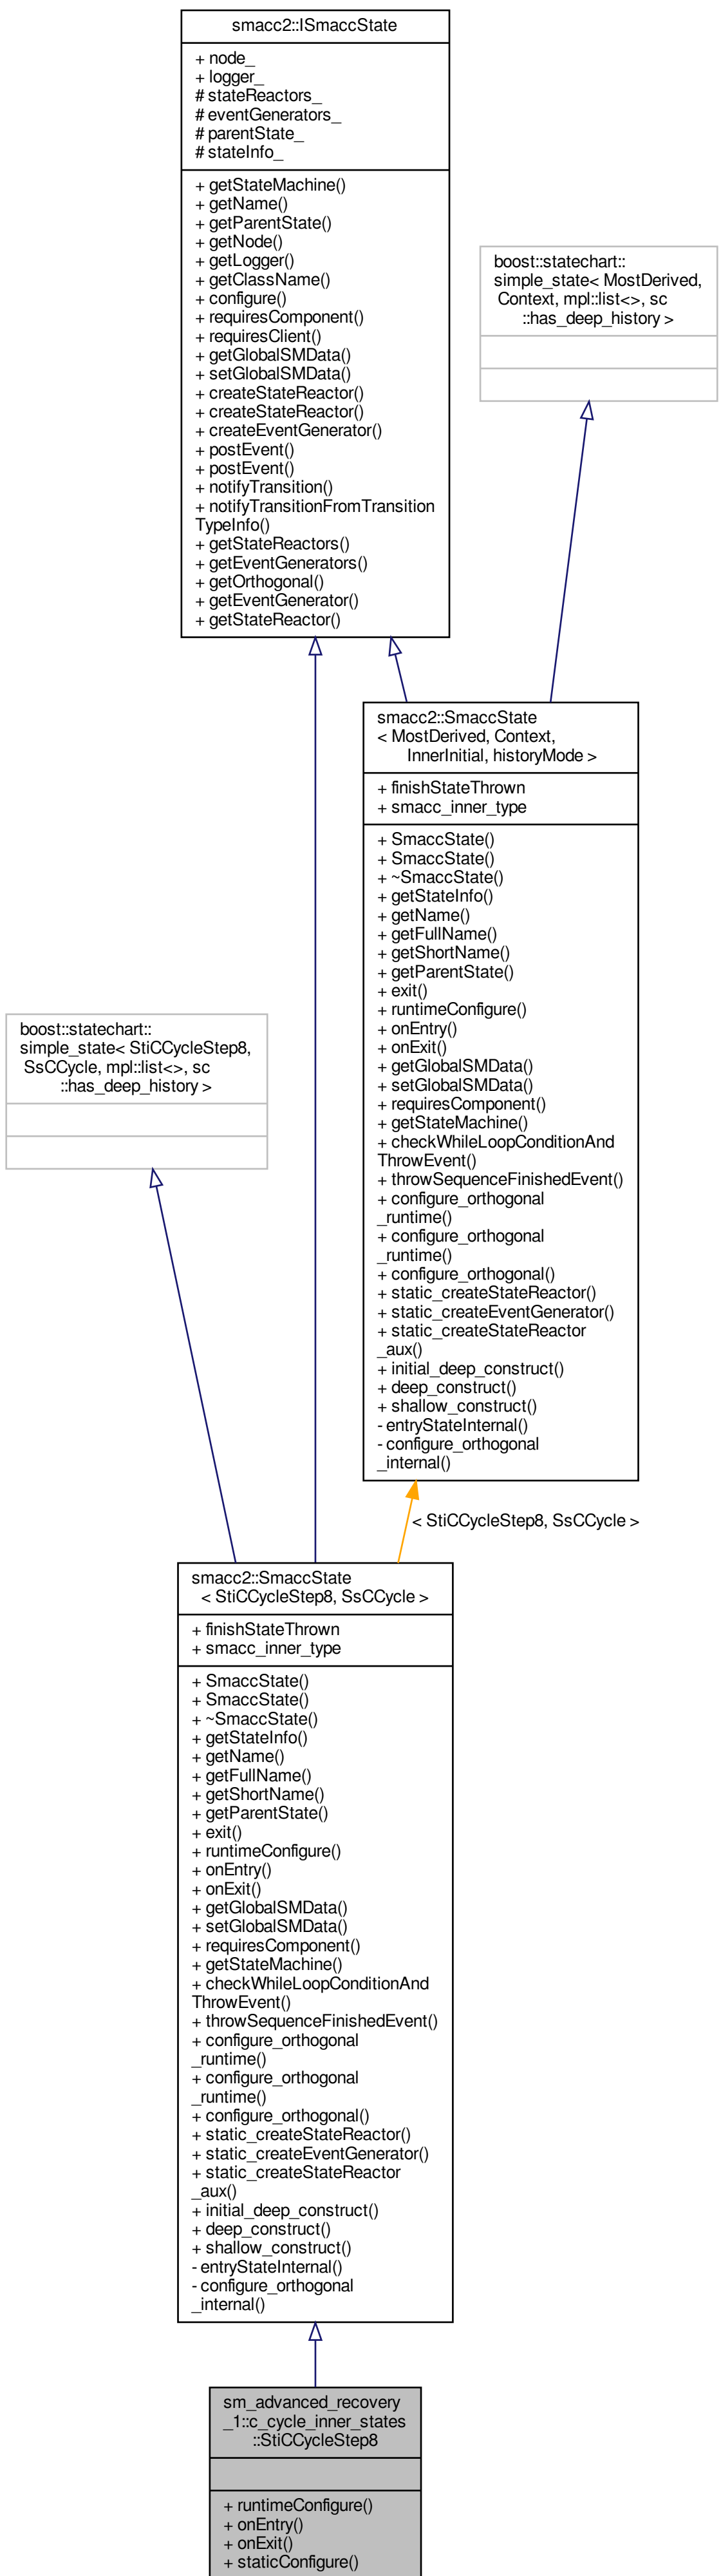 smacc2::ISmaccState
+ node_
+ logger_
# stateReactors_
# eventGenerators_
# parentState_
# stateInfo_
+ getStateMachine()
+ getName()
+ getParentState()
+ getNode()
+ getLogger()
+ getClassName()
+ configure()
+ requiresComponent()
+ requiresClient()
+ getGlobalSMData()
+ setGlobalSMData()
+ createStateReactor()
+ createStateReactor()
+ createEventGenerator()
+ postEvent()
+ postEvent()
+ notifyTransition()
+ notifyTransitionFromTransition
TypeInfo()
+ getStateReactors()
+ getEventGenerators()
+ getOrthogonal()
+ getEventGenerator()
+ getStateReactor()
boost::statechart::
simple_state< MostDerived,
Context, mpl::list<>, sc
::has_deep_history >
smacc2::SmaccState
< MostDerived, Context,
InnerInitial, historyMode >
+ finishStateThrown
+ smacc_inner_type
+ SmaccState()
+ SmaccState()
+ ~SmaccState()
+ getStateInfo()
+ getName()
+ getFullName()
+ getShortName()
+ getParentState()
+ exit()
+ runtimeConfigure()
+ onEntry()
+ onExit()
+ getGlobalSMData()
+ setGlobalSMData()
+ requiresComponent()
+ getStateMachine()
+ checkWhileLoopConditionAnd
ThrowEvent()
+ throwSequenceFinishedEvent()
+ configure_orthogonal
_runtime()
+ configure_orthogonal
_runtime()
+ configure_orthogonal()
+ static_createStateReactor()
+ static_createEventGenerator()
+ static_createStateReactor
_aux()
+ initial_deep_construct()
+ deep_construct()
+ shallow_construct()
- entryStateInternal()
- configure_orthogonal
_internal()
boost::statechart::
simple_state< StiCCycleStep8,
SsCCycle, mpl::list<>, sc
::has_deep_history >
< StiCCycleStep8, SsCCycle >
smacc2::SmaccState
< StiCCycleStep8, SsCCycle >
+ finishStateThrown
+ smacc_inner_type
+ SmaccState()
+ SmaccState()
+ ~SmaccState()
+ getStateInfo()
+ getName()
+ getFullName()
+ getShortName()
+ getParentState()
+ exit()
+ runtimeConfigure()
+ onEntry()
+ onExit()
+ getGlobalSMData()
+ setGlobalSMData()
+ requiresComponent()
+ getStateMachine()
+ checkWhileLoopConditionAnd
ThrowEvent()
+ throwSequenceFinishedEvent()
+ configure_orthogonal
_runtime()
+ configure_orthogonal
_runtime()
+ configure_orthogonal()
+ static_createStateReactor()
+ static_createEventGenerator()
+ static_createStateReactor
_aux()
+ initial_deep_construct()
+ deep_construct()
+ shallow_construct()
- entryStateInternal()
- configure_orthogonal
_internal()
sm_advanced_recovery
_1::c_cycle_inner_states
::StiCCycleStep8
+ runtimeConfigure()
+ onEntry()
+ onExit()
+ staticConfigure()